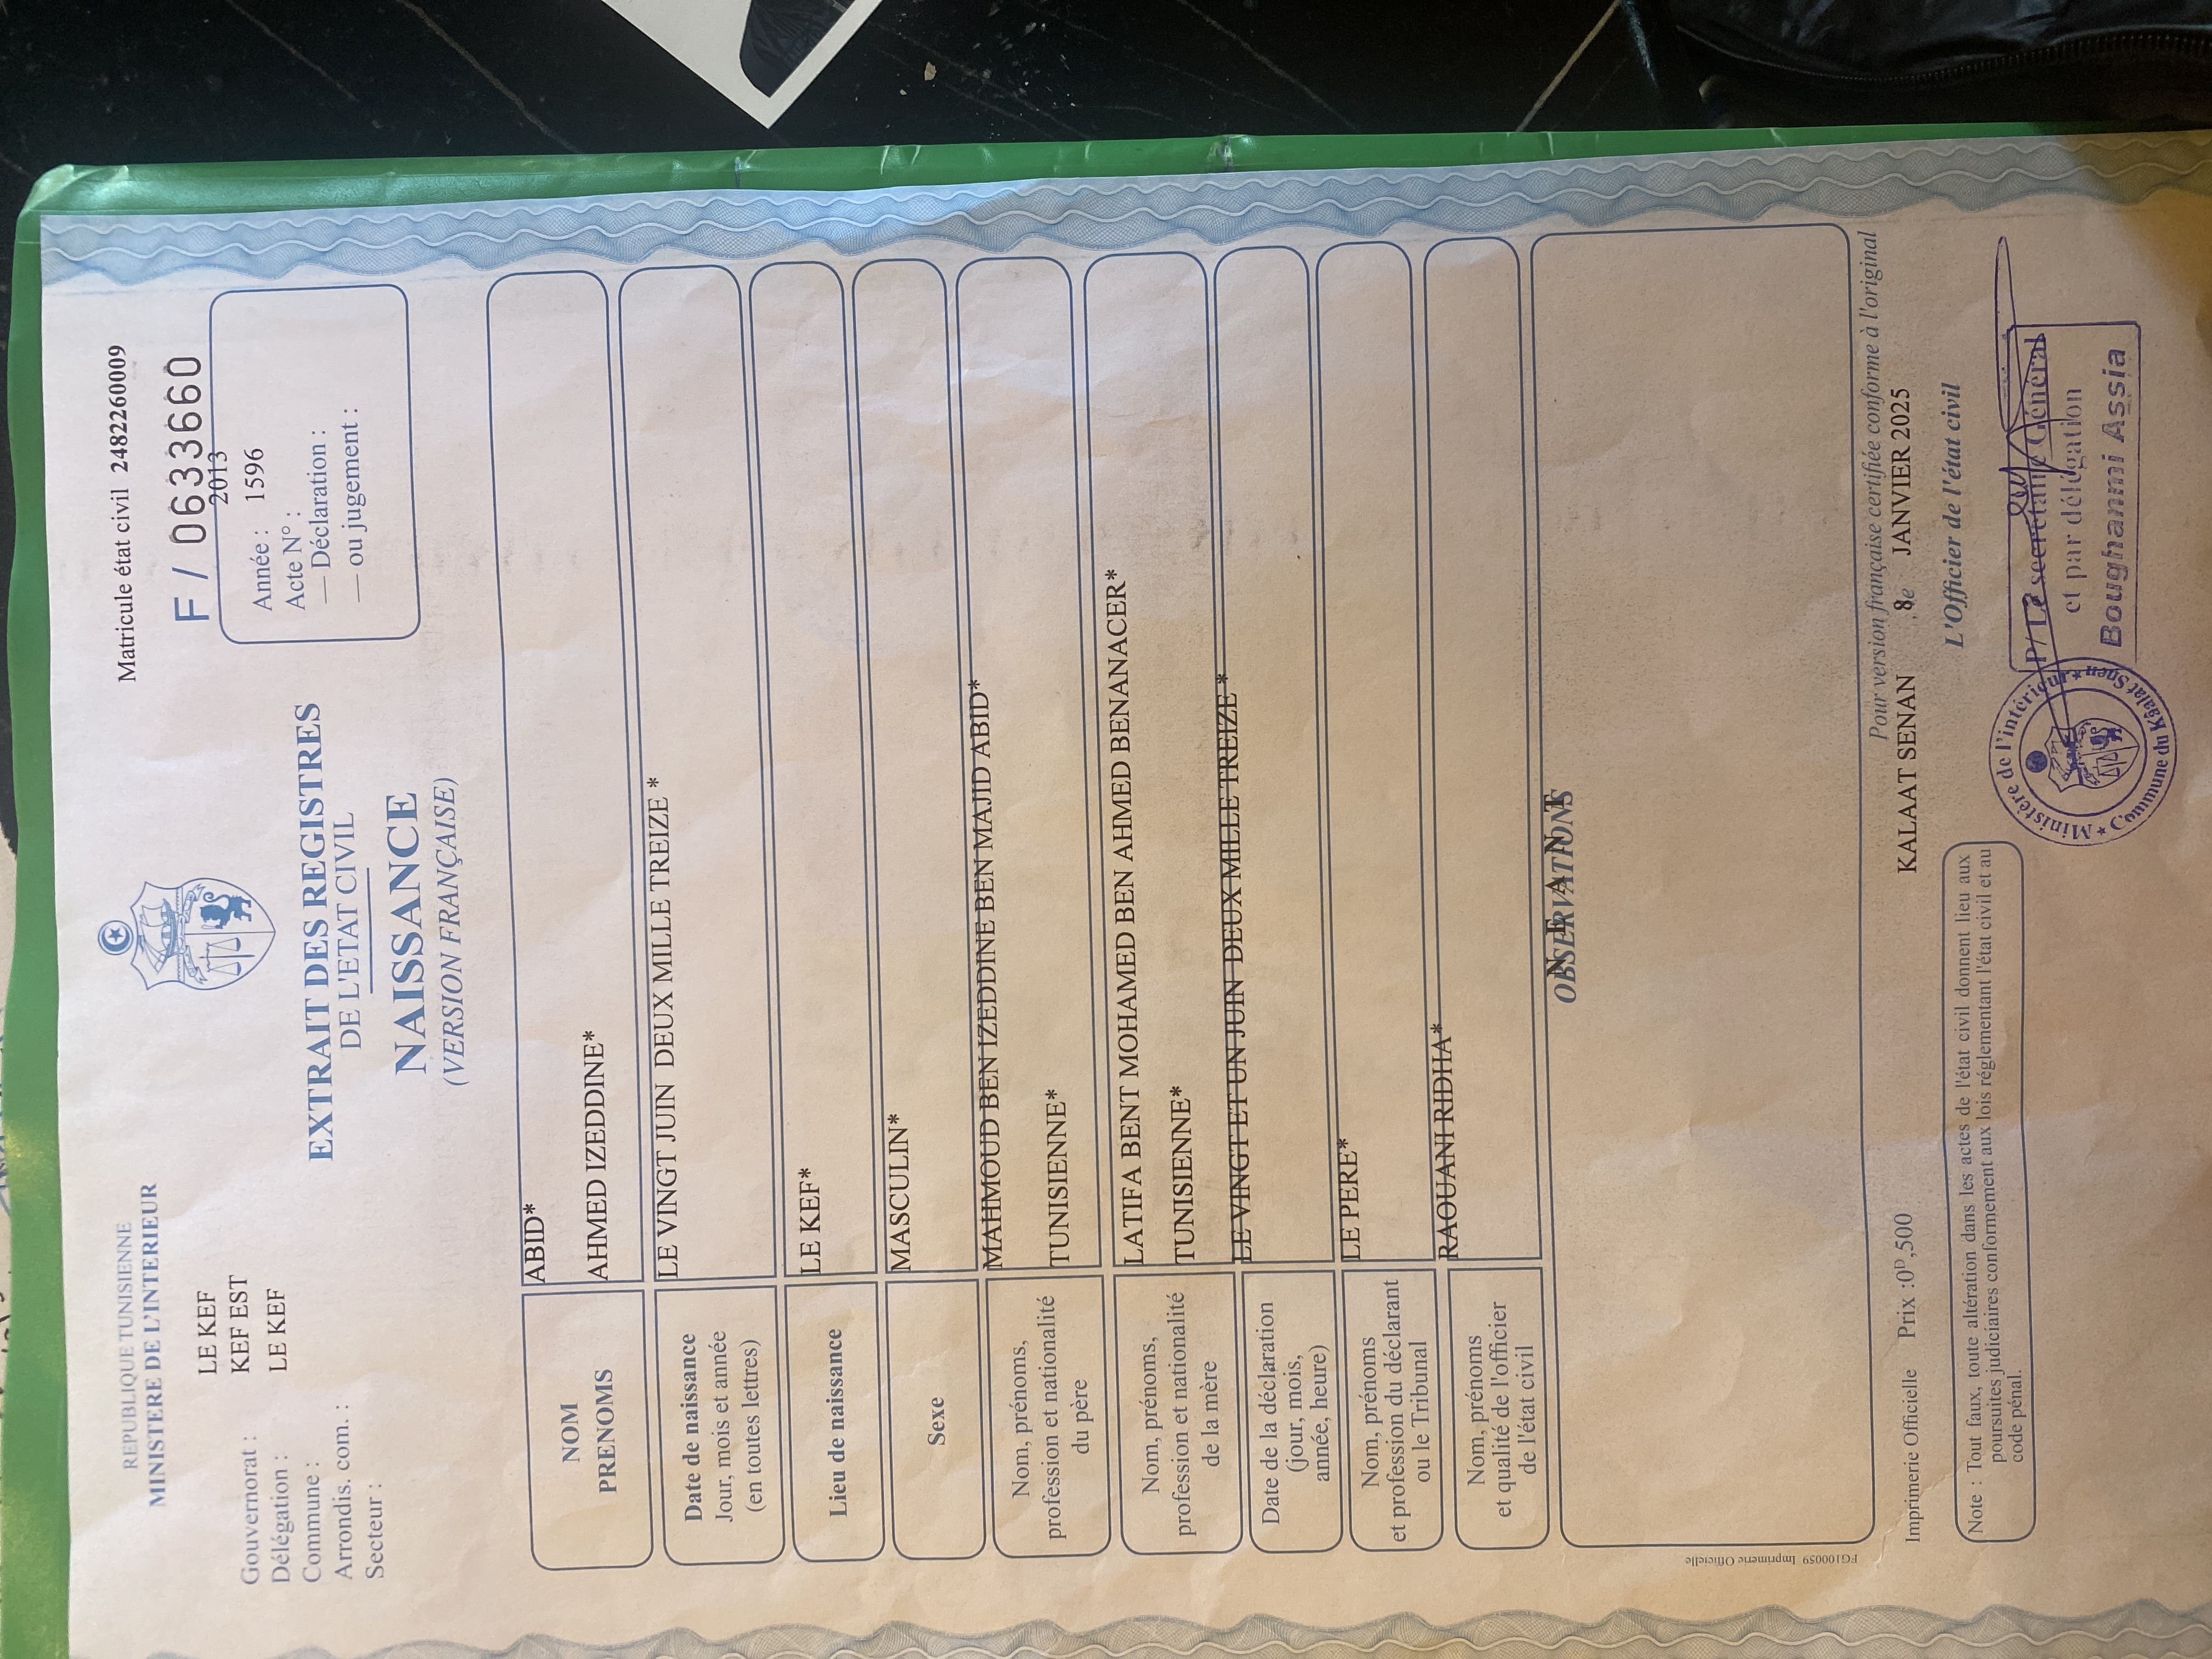 REPUBLIQUE TUNISIENNE
MINISTERE DE L'INTERIEUR
Matricule état civil 2482260009
F / 0633660
LE KEF
KEF EST
LE KEF
Gouvernorat :
Délégation :
Commune :
Arrondis. com. :
Secteur :
2013
Année : 1596
Acte N° :
— Déclaration :
— ou jugement :
EXTRAIT DES REGISTRES
DE L'ETAT CIVIL
NAISSANCE
(VERSION FRANÇAISE)
NOM
PRENOMS
ABID*
AHMED IZEDDINE*
Date de naissance
Jour, mois et année
(en toutes lettres)
LE VINGT JUIN DEUX MILLE TREIZE *
Lieu de naissance
LE KEF*
Sexe
MASCULIN*
Nom, prénoms,
profession et nationalité
du père
MAHMOUD BEN IZEDDINE BEN MAJID ABID*
TUNISIENNE*
Nom, prénoms,
profession et nationalité
de la mère
LATIFA BENT MOHAMED BEN AHMED BENANACER*
TUNISIENNE*
Date de la déclaration
(jour, mois,
année, heure)
LE VINGT ET UN JUIN DEUX MILLE TREIZE *
Nom, prénoms
et profession du déclarant
ou le Tribunal
LE PERE*
Nom, prénoms
et qualité de l'officier
de l'état civil
RAOUANI RIDHA*
N E A N T
OBSERVATIONS
FG100059 Imprimerie Officielle
Imprimerie Officielle Prix :0ᴰ,500
Pour version française certifiée conforme à l'original
KALAAT SENAN 8e JANVIER 2025
L'Officier de l'état civil
Note : Tout faux, toute altération dans les actes de l'état civil donnent lieu aux
poursuites judiciaires conformement aux lois réglementant l'état civil et au
code pénal.
P/ Le secrétaire Général
et par délégation
Boughanmi Assia
* Ministère de l'intérieur * Commune du Kâalat Snen